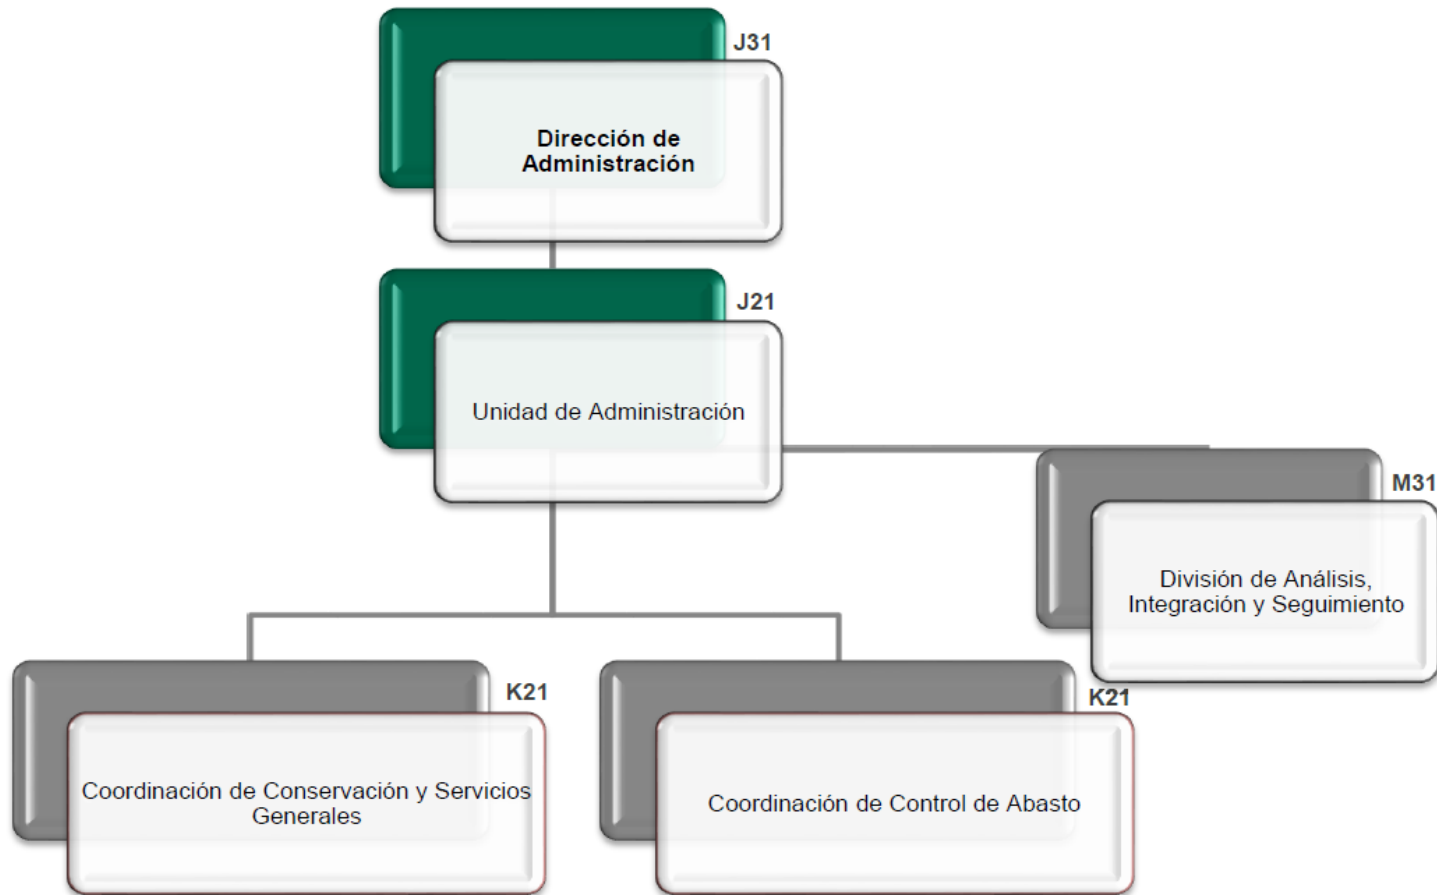 J31
Dirección de
Administración
J21
Unidad de Administración
M31
División de Análisis,
Integración y Seguimiento
K21
Coordinación de Conservación y Servicios
Generales
K21
Coordinación de Control de Abasto